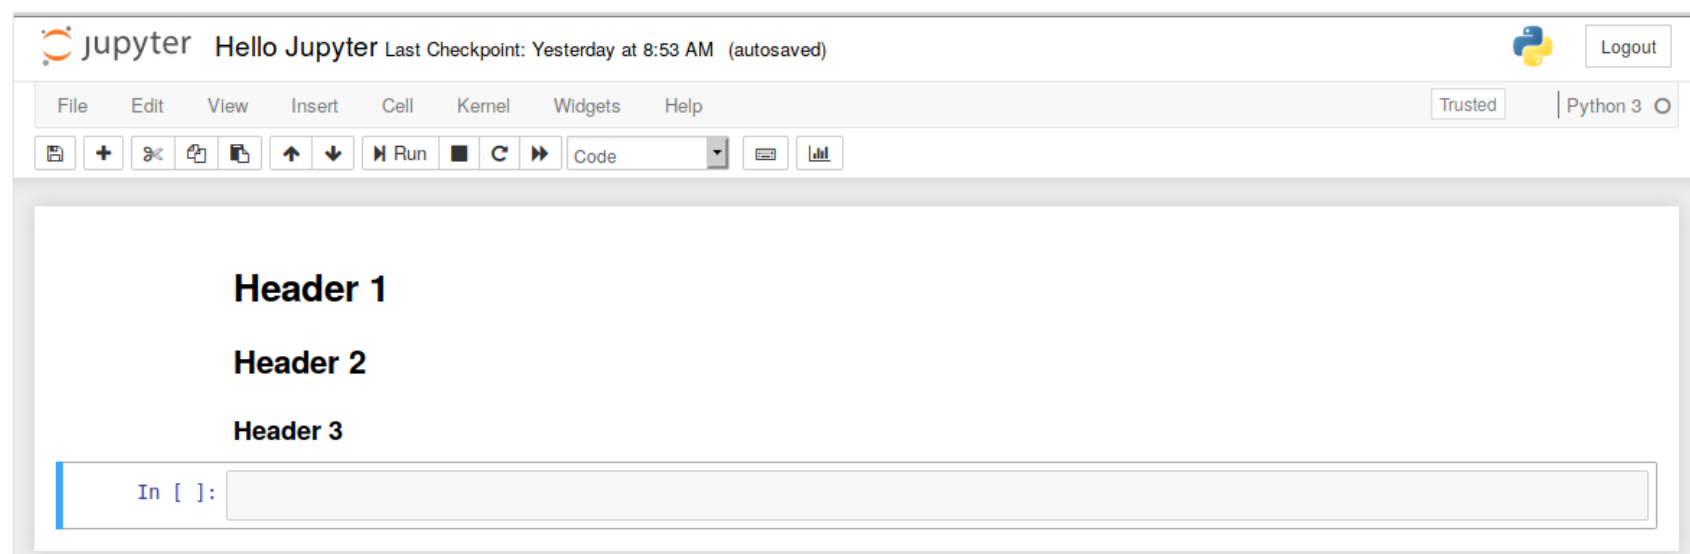 jupyter Hello Jupyter Last Checkpoint: Yesterday at 8:53 AM (autosaved) Logout
File Edit View Insert Cell Kernel Widgets Help Trusted Python 3
Run Code
Header 1
Header 2
Header 3
In [ ]: